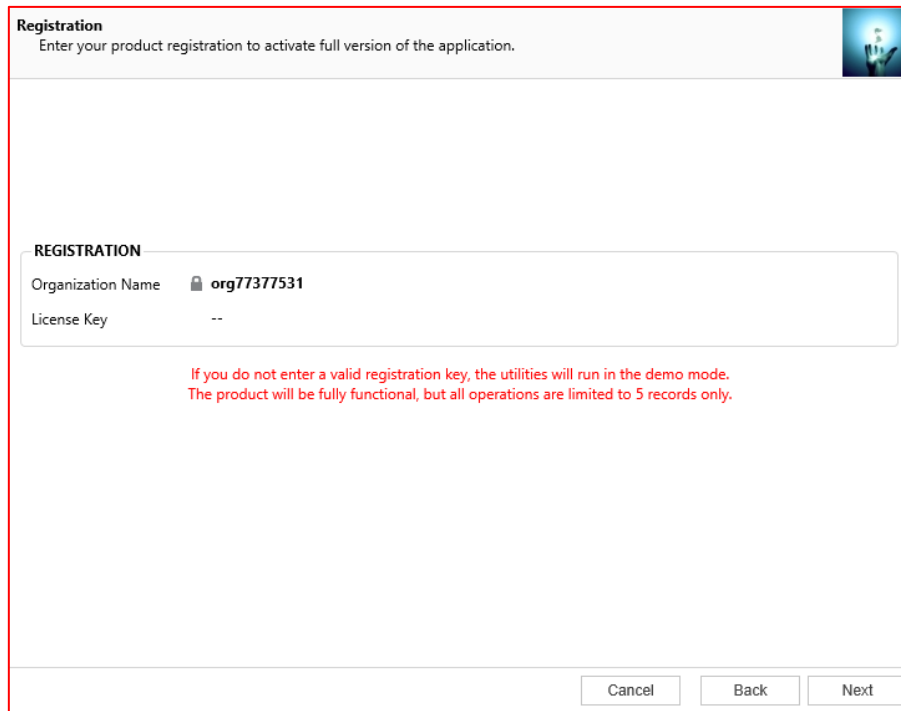 Registration
Enter your product registration to activate full version of the application.
REGISTRATION
Organization Name org77377531
License Key --
If you do not enter a valid registration key, the utilities will run in the demo mode.
The product will be fully functional, but all operations are limited to 5 records only.
Cancel Back Next